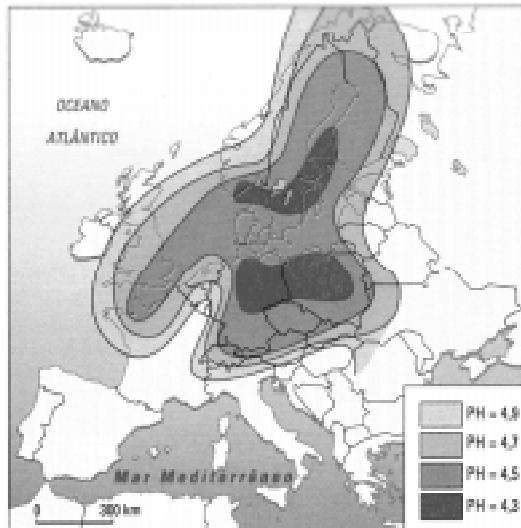 OCEANO
ATLÂNTICO
Mar Mediterrâneo
0 300 km
PH = 4,9
PH = 4,7
PH = 4,5
PH = 4,3